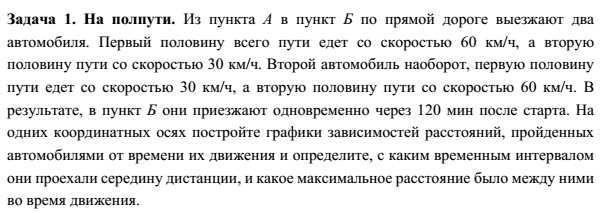 Задача 1. На полпути. Из пункта А в пункт Б по прямой дороге выезжают два
автомобиля. Первый половину всего пути едет со скоростью 60 км/ч, а вторую
половину пути со скоростью 30 км/ч. Второй автомобиль наоборот, первую половину
пути едет со скоростью 30 км/ч, а вторую половину пути со скоростью 60 км/ч. В
результате, в пункт Б они приезжают одновременно через 120 мин после старта. На
одних координатных осях постройте графики зависимостей расстояний, пройденных
автомобилями от времени их движения и определите, с каким временным интервалом
они проехали середину дистанции, и какое максимальное расстояние было между ними
во время движения.